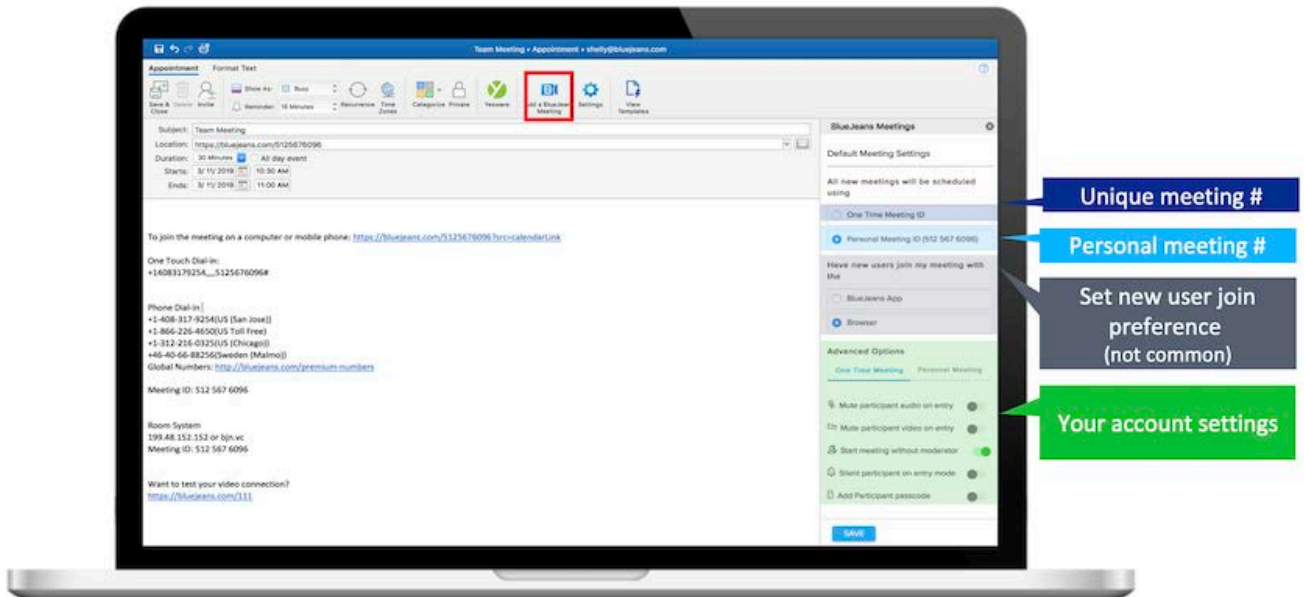 Team Meeting • Appointment • shelly@bluejeans.com
Appointment Format Text
Save & Close Delete Invite Show As: Busy Reminder: 15 Minutes Recurrence Time Zones Categorize Private Yesware Add a BlueJeans Meeting Settings View Templates
Subject: Team Meeting
Location: https://bluejeans.com/5125676096
Duration: 30 Minutes All day event
Starts: 3/ 11/ 2019 10:30 AM
Ends: 3/ 11/ 2019 11:00 AM
To join the meeting on a computer or mobile phone: https://bluejeans.com/5125676096?src=calendarLink
One Touch Dial-in:
+14083179254,,,5125676096#
Phone Dial-in
+1-408-317-9254(US (San Jose))
+1-866-226-4650(US Toll Free)
+1-312-216-0325(US (Chicago))
+46-40-66-88256(Sweden (Malmo))
Global Numbers: http://bluejeans.com/premium-numbers
Meeting ID: 512 567 6096
Room System
199.48.152.152 or bjn.vc
Meeting ID: 512 567 6096
Want to test your video connection?
https://bluejeans.com/111
BlueJeans Meetings
Default Meeting Settings
All new meetings will be scheduled
using
One Time Meeting ID
Personal Meeting ID (512 567 6096)
Have new users join my meeting with
the
BlueJeans App
Browser
Advanced Options
One Time Meeting Personal Meeting
Mute participant audio on entry
Mute participant video on entry
Start meeting without moderator
Silent participant on entry mode
Add Participant passcode
SAVE
Unique meeting #
Personal meeting #
Set new user join
preference
(not common)
Your account settings